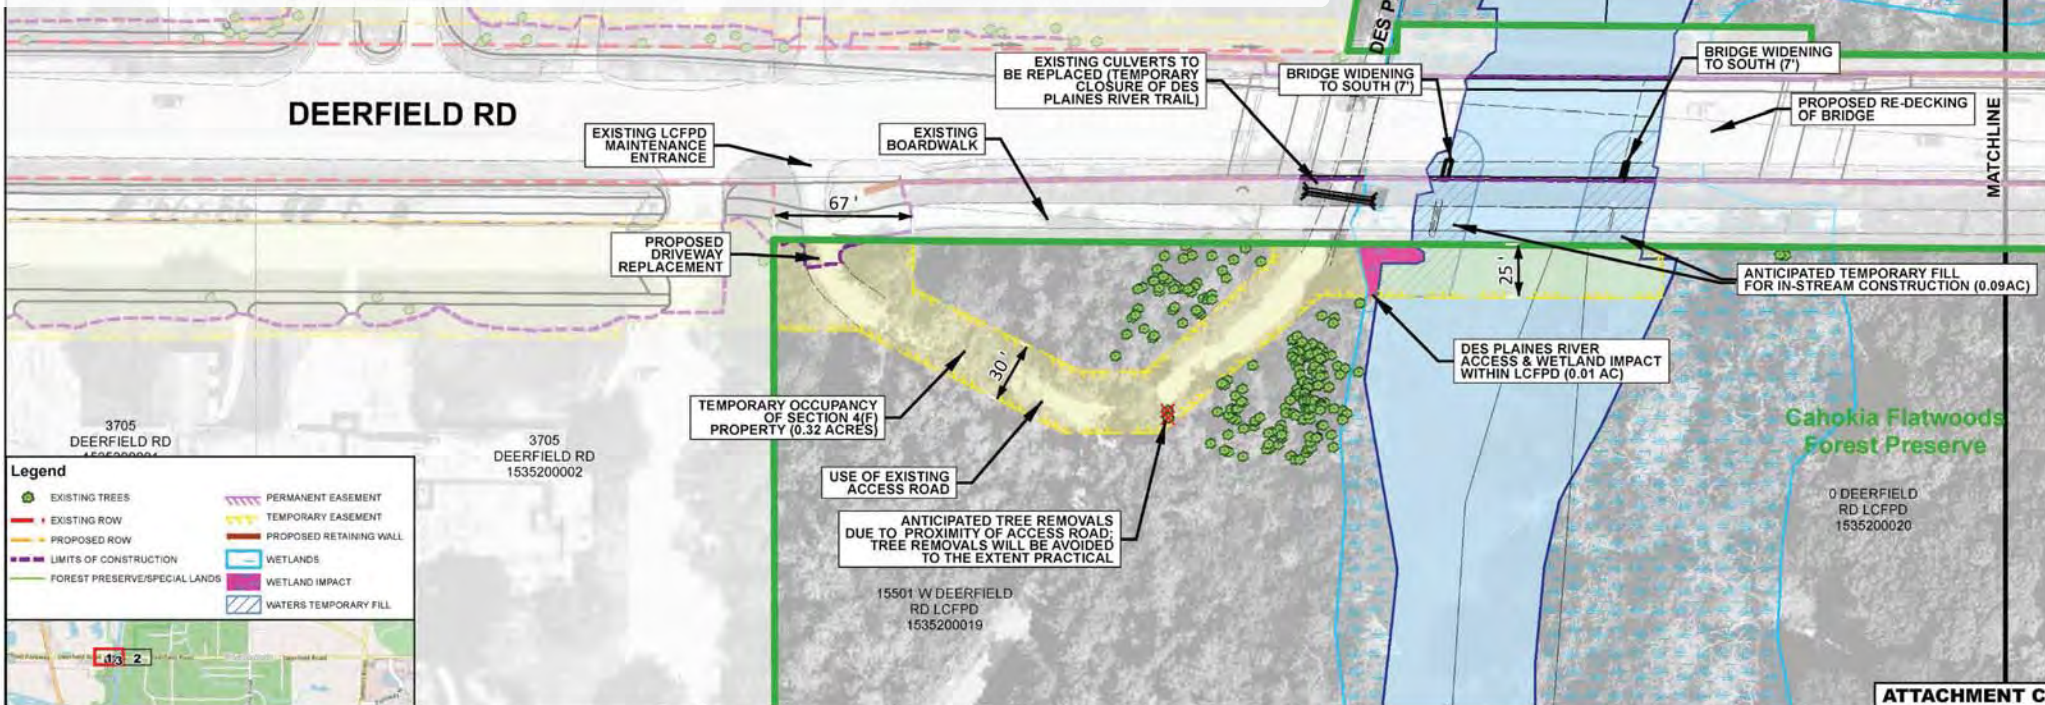 DES P
DEERFIELD RD
EXISTING LCFPD
MAINTENANCE
ENTRANCE
EXISTING
BOARDWALK
EXISTING CULVERTS TO
BE REPLACED (TEMPORARY
CLOSURE OF DES
PLAINES RIVER TRAIL)
BRIDGE WIDENING
TO SOUTH (7')
BRIDGE WIDENING
TO SOUTH (7')
PROPOSED RE-DECKING
OF BRIDGE
MATCHLINE
67 '
PROPOSED
DRIVEWAY
REPLACEMENT
25 '
ANTICIPATED TEMPORARY FILL
FOR IN-STREAM CONSTRUCTION (0.09AC)
DES PLAINES RIVER
ACCESS & WETLAND IMPACT
WITHIN LCFPD (0.01 AC)
30 '
TEMPORARY OCCUPANCY
OF SECTION 4(F)
PROPERTY (0.32 ACRES)
USE OF EXISTING
ACCESS ROAD
ANTICIPATED TREE REMOVALS
DUE TO PROXIMITY OF ACCESS ROAD;
TREE REMOVALS WILL BE AVOIDED
TO THE EXTENT PRACTICAL
Cahokia Flatwoods
Forest Preserve
3705
DEERFIELD RD
3705
DEERFIELD RD
1535200002
15501 W DEERFIELD
RD LCFPD
1535200019
0 DEERFIELD
RD LCFPD
1535200020
Legend
EXISTING TREES
EXISTING ROW
PROPOSED ROW
LIMITS OF CONSTRUCTION
FOREST PRESERVE/SPECIAL LANDS
PERMANENT EASEMENT
TEMPORARY EASEMENT
PROPOSED RETAINING WALL
WETLANDS
WETLAND IMPACT
WATERS TEMPORARY FILL
1
3
2
Deerfield Road
ATTACHMENT C